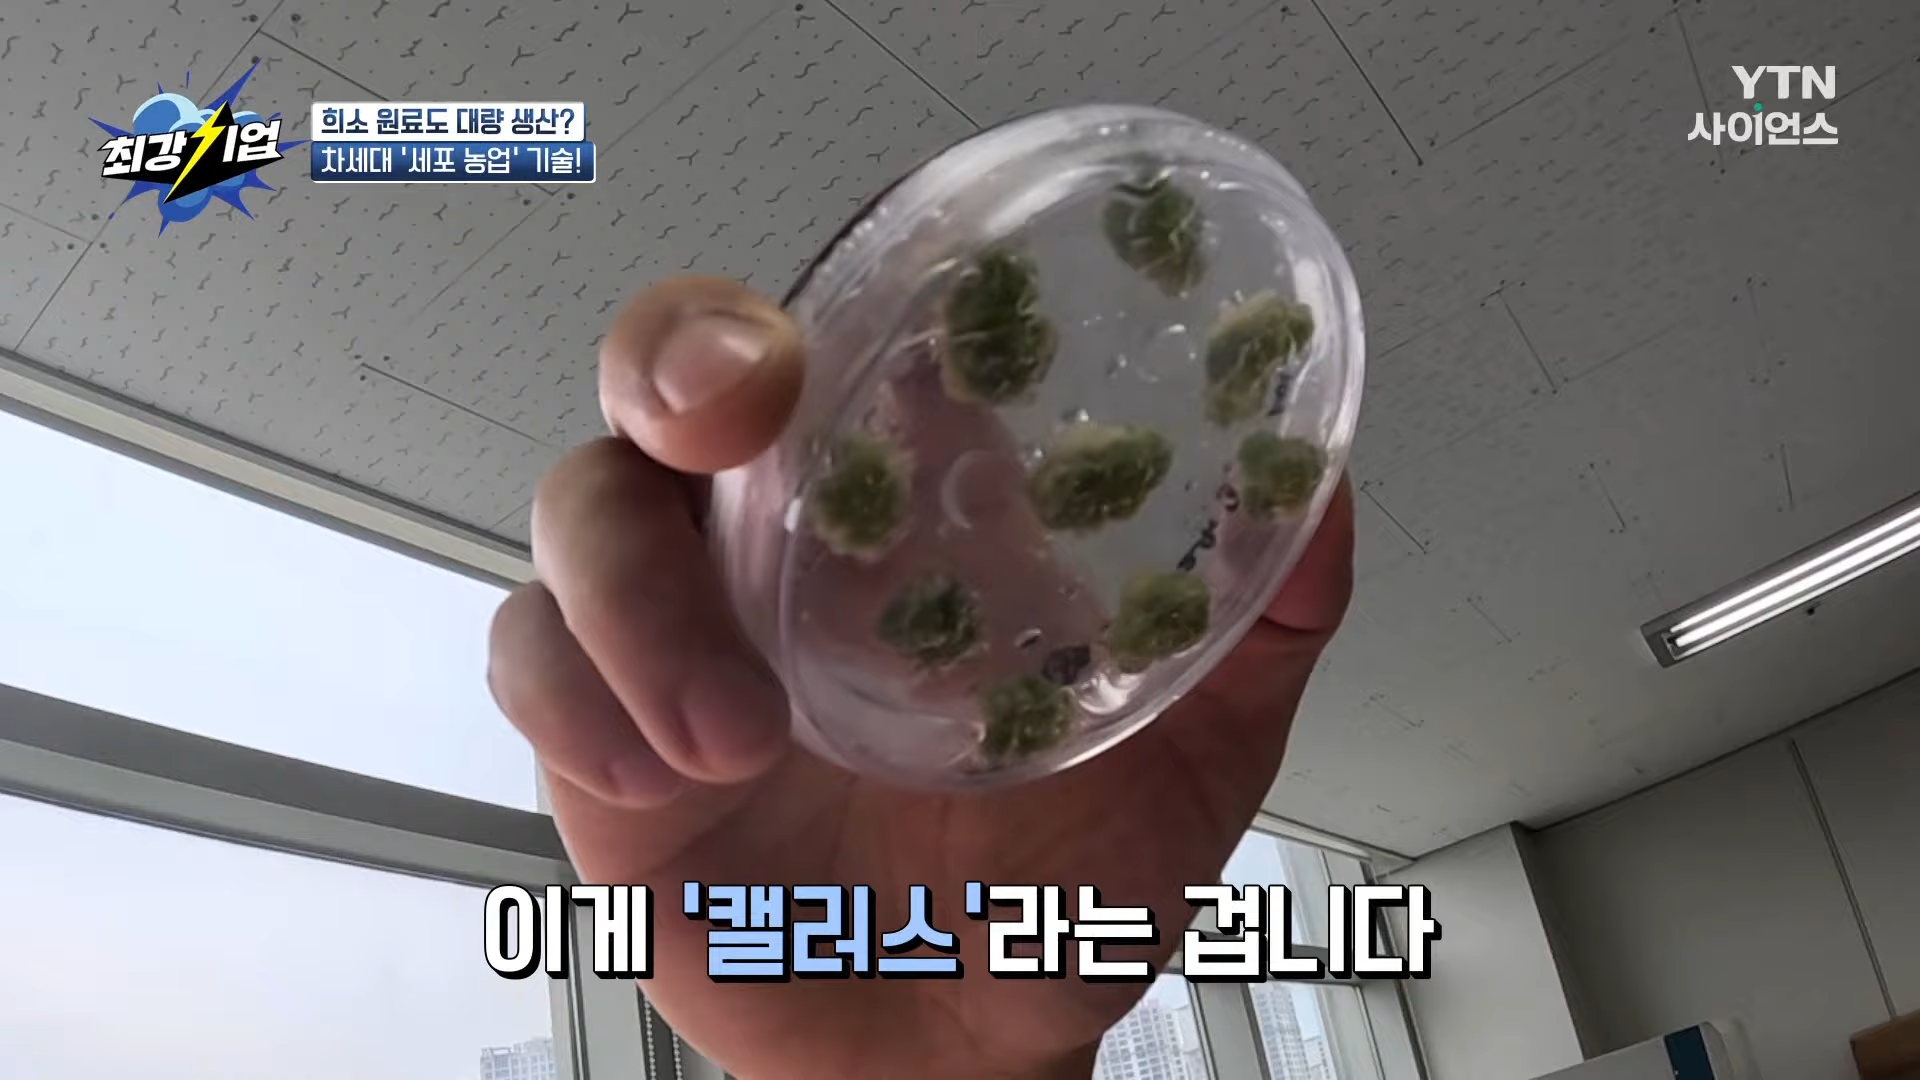 최강기업
희소 원료도 대량 생산?
차세대 '세포 농업' 기술!
YTN
사이언스
이게 '캘러스'라는 겁니다